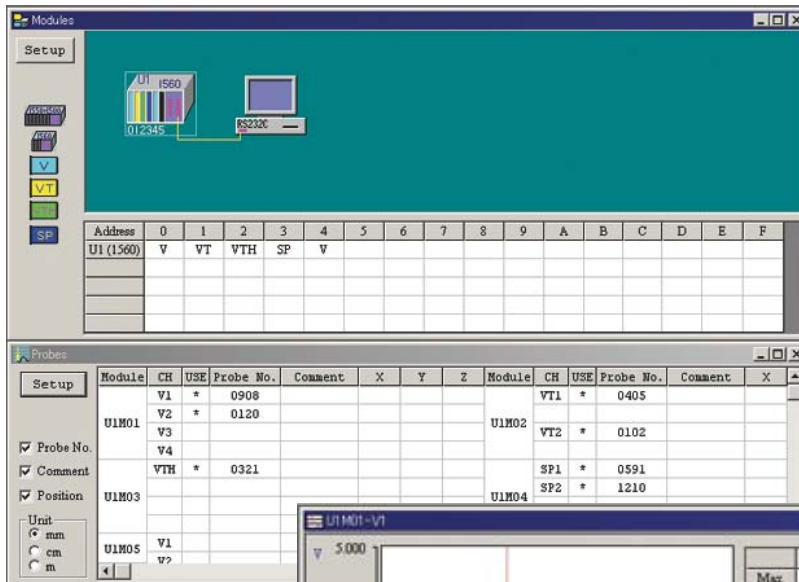 Modules
Setup
U1 1560
012345
RS232C
V
VT
VTH
SP
Address 0 1 2 3 4 5 6 7 8 9 A B C D E F
U1 (1560) V VT VTH SP V
Probes
Setup
Probe No.
Comment
Position
Unit
mm
cm
m
Module CH USE Probe No. Comment X Y Z Module CH USE Probe No. Comment X
U1M01
V1 * 0908
V2 * 0120
V3
V4
U1M02
VT1 * 0405
VT2 * 0102
U1M03
VTH * 0321
U1M04
SP1 * 0591
SP2 * 1210
U1M05
V1
V2
U1M01-V1
V 5.000
Max